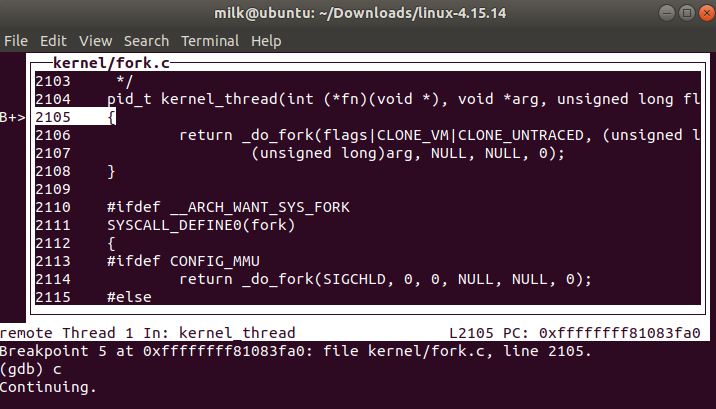 milk@ubuntu: ~/Downloads/linux-4.15.14
File Edit View Search Terminal Help
kernel/fork.c
2103 */
2104 pid_t kernel_thread(int (*fn)(void *), void *arg, unsigned long fl
B+> 2105 {
2106 return _do_fork(flags|CLONE_VM|CLONE_UNTRACED, (unsigned l
2107 (unsigned long)arg, NULL, NULL, 0);
2108 }
2109
2110 #ifdef __ARCH_WANT_SYS_FORK
2111 SYSCALL_DEFINE0(fork)
2112 {
2113 #ifdef CONFIG_MMU
2114 return _do_fork(SIGCHLD, 0, 0, NULL, NULL, 0);
2115 #else
remote Thread 1 In: kernel_thread L2105 PC: 0xffffffff81083fa0
Breakpoint 5 at 0xffffffff81083fa0: file kernel/fork.c, line 2105.
(gdb) c
Continuing.